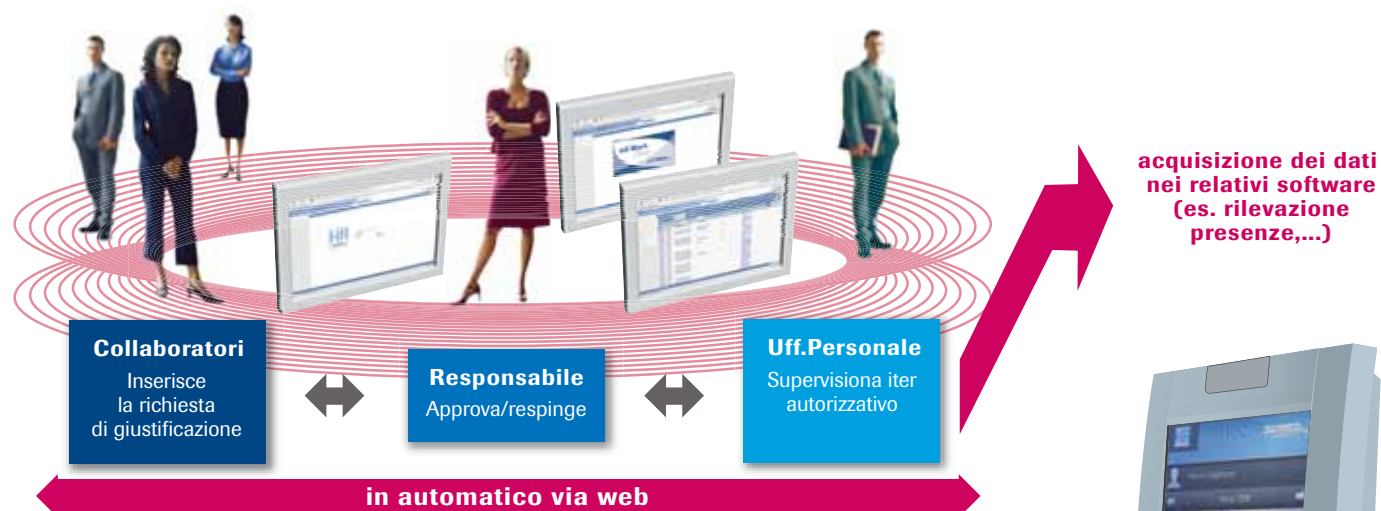 acquisizione dei dati
nei relativi software
(es. rilevazione
presenze,...)
Collaboratori
Inserisce
la richiesta
di giustificazione
Responsabile
Approva/respinge
Uff.Personale
Supervisiona iter
autorizzativo
in automatico via web